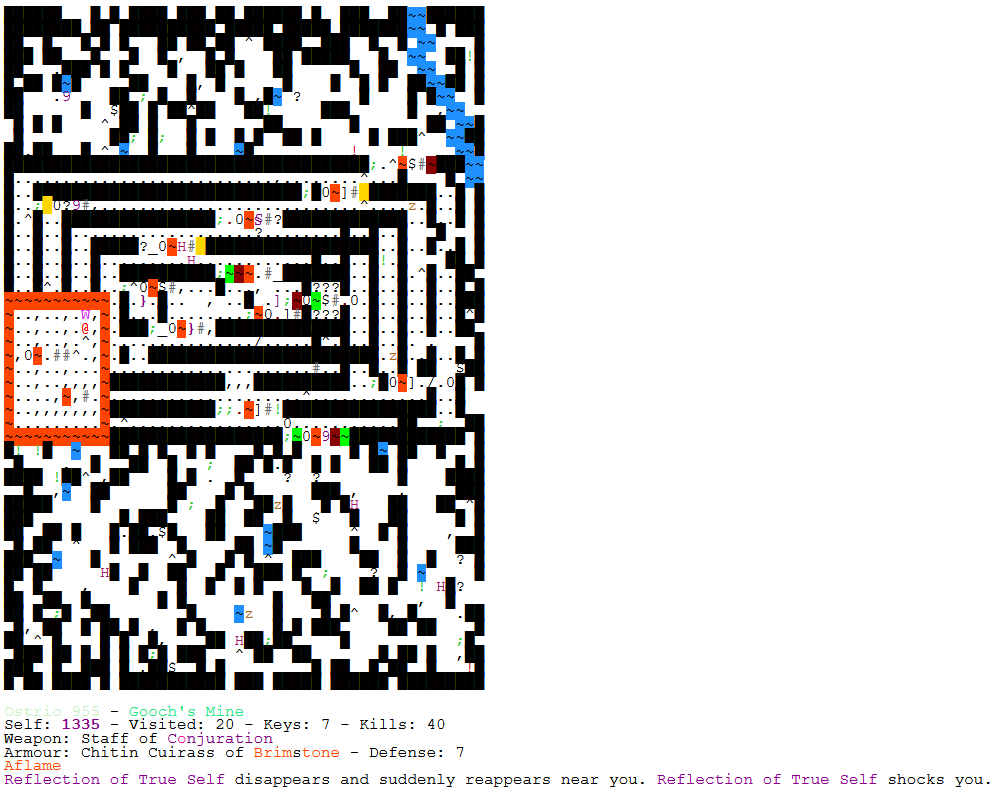 Ostrio 955 - Gooch's Mine
Self: 1335 - Visited: 20 - Keys: 7 - Kills: 40
Weapon: Staff of Conjuration
Armour: Chitin Cuirass of Brimstone - Defense: 7
Aflame
Reflection of True Self disappears and suddenly reappears near you. Reflection of True Self shocks you.